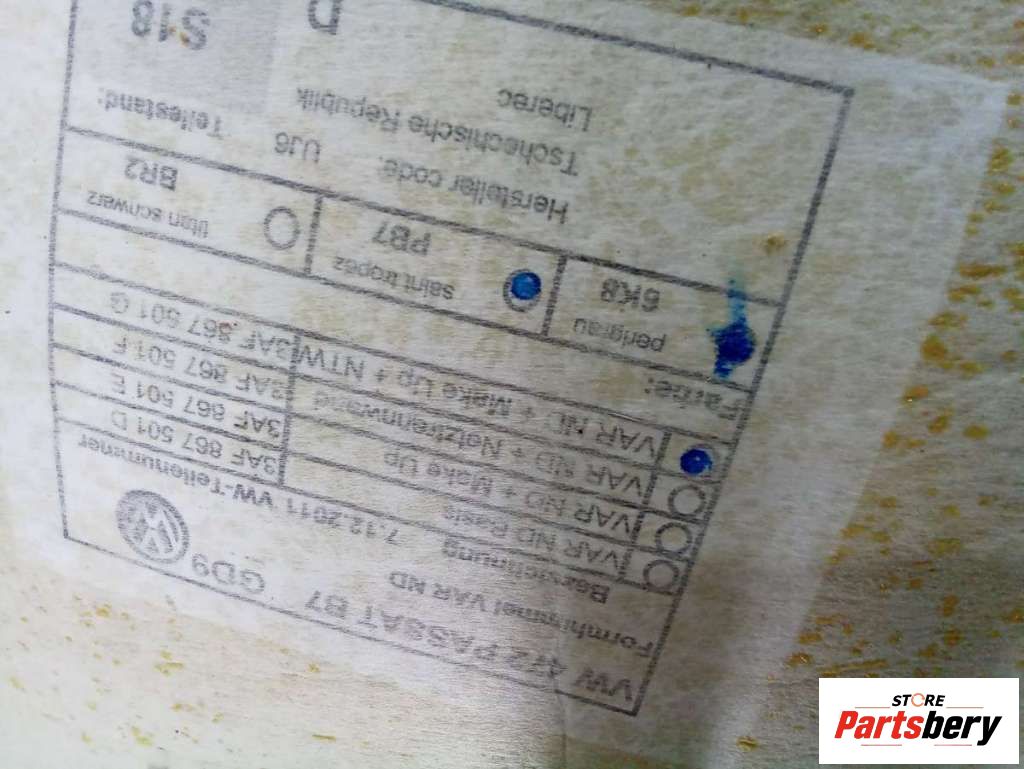 VW 472 PASSAT B7 GD9
Formhimmel VAR ND
Bezeichnung 7.12.2011 VW-Teilenummer
VAR ND Basis 3AF 867 501 D
VAR ND + Make Up 3AF 867 501 E
VAR ND + Netztrennwand 3AF 867 501 F
VAR ND + Make Up + NTW 3AF 867 501 G
Farbe:
perlgrau saint tropez titan schwarz
6K8 PB7 BR2
Hersteller code: UJ6 Teilestand:
Tschechische Republik
Liberec
D S18
STORE
Partsbery